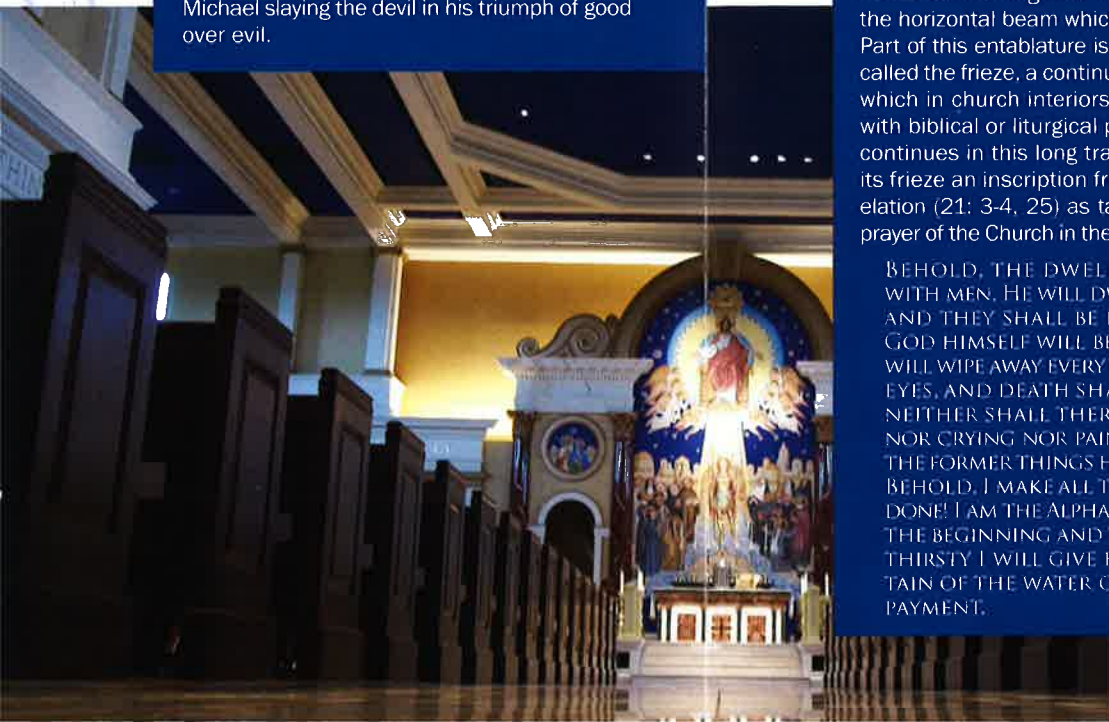 Michael slaying the devil in his triumph of good
over evil.
the horizontal beam whic
Part of this entablature is
called the frieze, a continu
which in church interiors
with biblical or liturgical p
continues in this long tra
its frieze an inscription fr
elation (21: 3-4, 25) as ta
prayer of the Church in the
BEHOLD, THE DWEL
WITH MEN. HE WILL DW
AND THEY SHALL BE
GOD HIMSELF WILL BE
WILL WIPE AWAY EVERY
EYES, AND DEATH SHA
NEITHER SHALL THER
NOR CRYING NOR PAIN
THE FORMER THINGS H
BEHOLD, I MAKE ALL T
DONE! I AM THE ALPHA
THE BEGINNING AND
THIRSTY I WILL GIVE F
TAIN OF THE WATER O
PAYMENT.